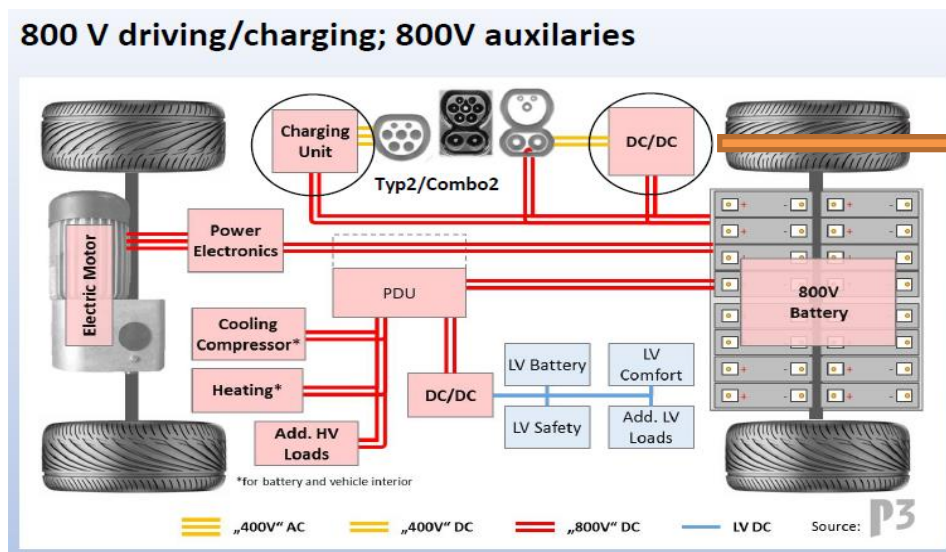 800 V driving/charging; 800V auxilaries
Charging
Unit
DC/DC
Typ2/Combo2
Electric Motor
Power
Electronics
PDU
800V
Battery
Cooling
Compressor*
Heating*
DC/DC
Add. HV
Loads
LV Battery
LV
Comfort
LV Safety
Add. LV
Loads
*for battery and vehicle interior
„400V“ AC
„400V“ DC
„800V“ DC
LV DC
Source: P3